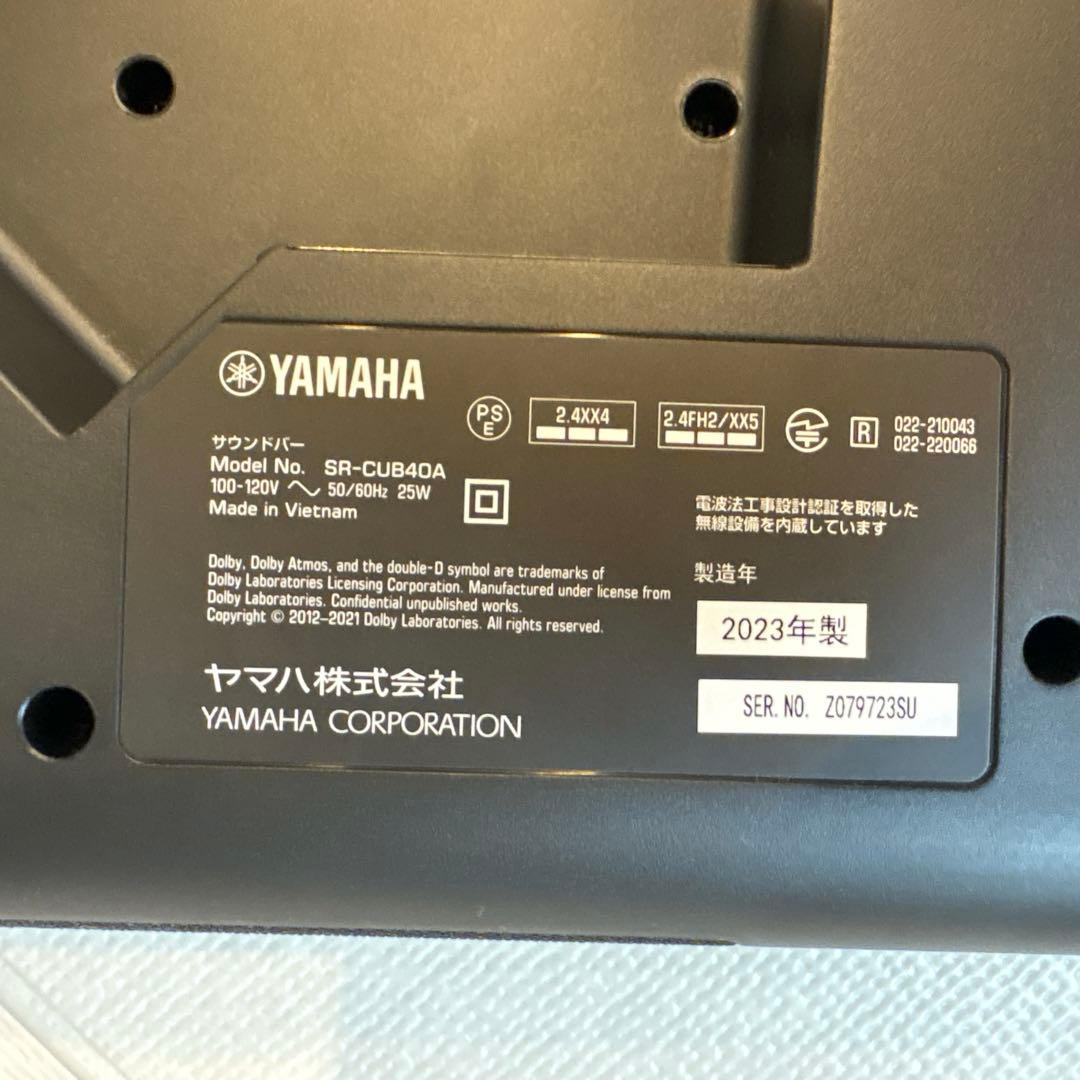 YAMAHA
サウンドバー
Model No. SR-CUB40A
100-120V 50/60Hz 25W
Made in Vietnam
PS
E
2.4XX4
2.4FH2/XX5
R
022-210043
022-220066
電波法工事設計認証を取得した
無線設備を内蔵しています
Dolby, Dolby Atmos, and the double-D symbol are trademarks of
Dolby Laboratories Licensing Corporation. Manufactured under license from
Dolby Laboratories. Confidential unpublished works.
Copyright © 2012–2021 Dolby Laboratories. All rights reserved.
製造年
2023年製
SER. NO. Z079723SU
ヤマハ株式会社
YAMAHA CORPORATION